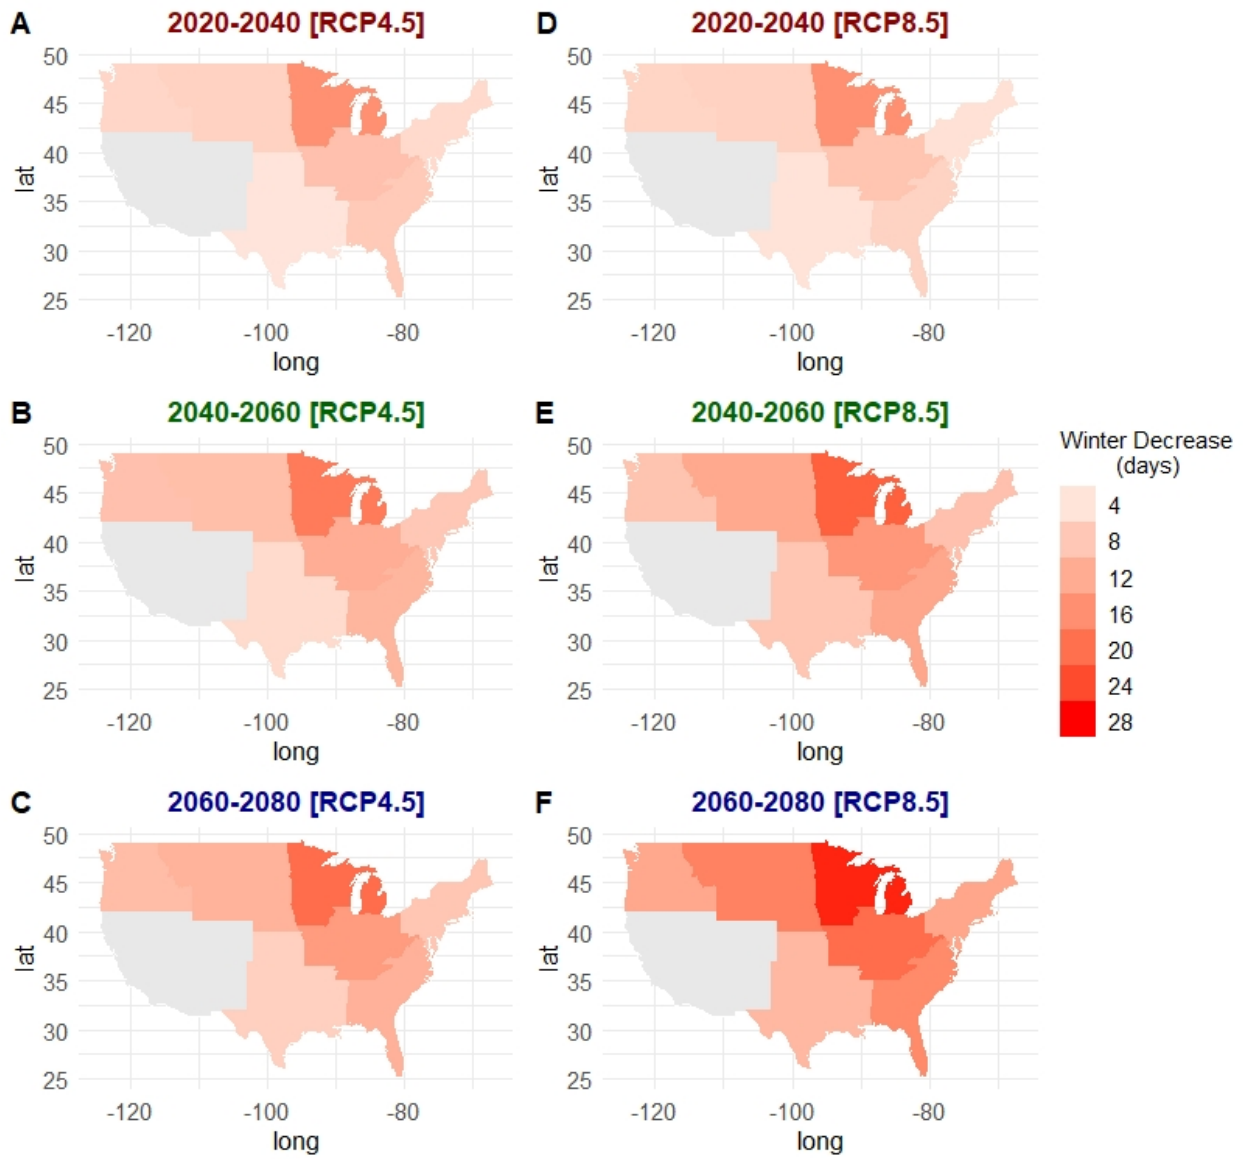 A
2020-2040 [RCP4.5]
50
45
40
35
30
25
lat
-120
-100
-80
long
D
2020-2040 [RCP8.5]
50
45
40
35
30
25
lat
-120
-100
-80
long
B
2040-2060 [RCP4.5]
50
45
40
35
30
25
lat
-120
-100
-80
long
E
2040-2060 [RCP8.5]
50
45
40
35
30
25
lat
-120
-100
-80
long
Winter Decrease
(days)
4
8
12
16
20
24
28
C
2060-2080 [RCP4.5]
50
45
40
35
30
25
lat
-120
-100
-80
long
F
2060-2080 [RCP8.5]
50
45
40
35
30
25
lat
-120
-100
-80
long